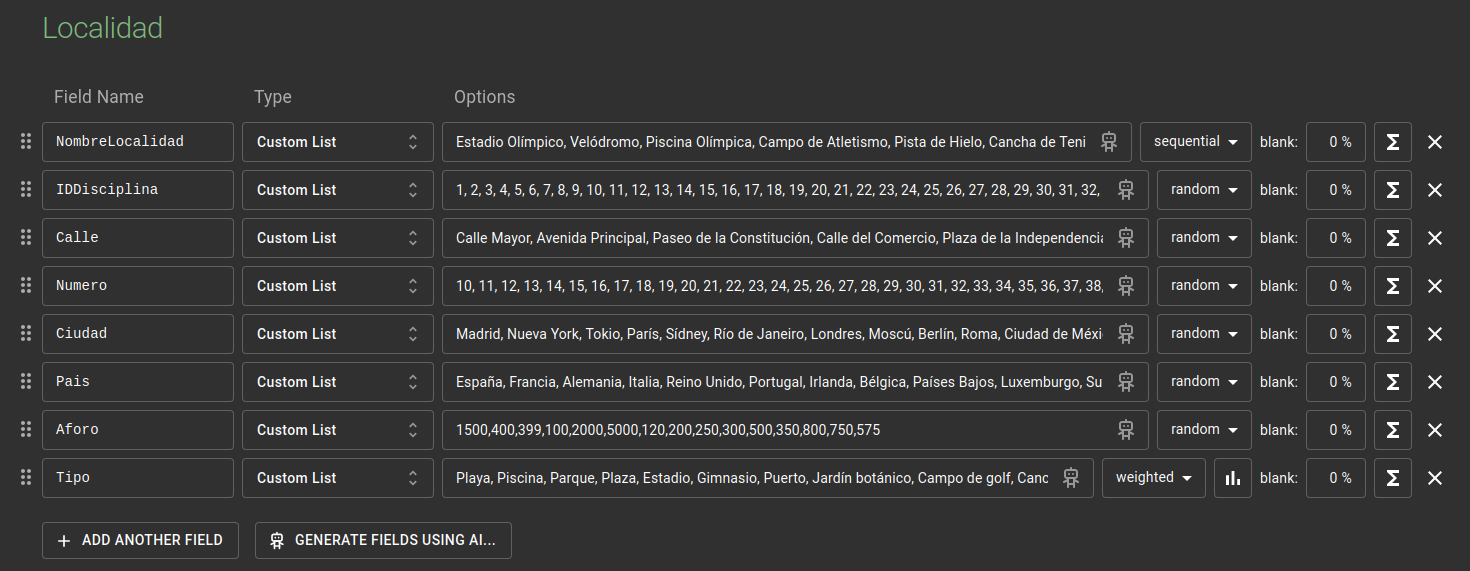 Localidad
Field Name Type Options
NombreLocalidad Custom List Estadio Olímpico, Velódromo, Piscina Olímpica, Campo de Atletismo, Pista de Hielo, Cancha de Teni sequential blank: 0 %
IDDisciplina Custom List 1, 2, 3, 4, 5, 6, 7, 8, 9, 10, 11, 12, 13, 14, 15, 16, 17, 18, 19, 20, 21, 22, 23, 24, 25, 26, 27, 28, 29, 30, 31, 32, random blank: 0 %
Calle Custom List Calle Mayor, Avenida Principal, Paseo de la Constitución, Calle del Comercio, Plaza de la Independencia random blank: 0 %
Numero Custom List 10, 11, 12, 13, 14, 15, 16, 17, 18, 19, 20, 21, 22, 23, 24, 25, 26, 27, 28, 29, 30, 31, 32, 33, 34, 35, 36, 37, 38, random blank: 0 %
Ciudad Custom List Madrid, Nueva York, Tokio, París, Sídney, Río de Janeiro, Londres, Moscú, Berlín, Roma, Ciudad de Méxi random blank: 0 %
Pais Custom List España, Francia, Alemania, Italia, Reino Unido, Portugal, Irlanda, Bélgica, Países Bajos, Luxemburgo, Su random blank: 0 %
Aforo Custom List 1500,400,399,100,2000,5000,120,200,250,300,500,350,800,750,575 random blank: 0 %
Tipo Custom List Playa, Piscina, Parque, Plaza, Estadio, Gimnasio, Puerto, Jardín botánico, Campo de golf, Canc weighted blank: 0 %
ADD ANOTHER FIELD GENERATE FIELDS USING AI...